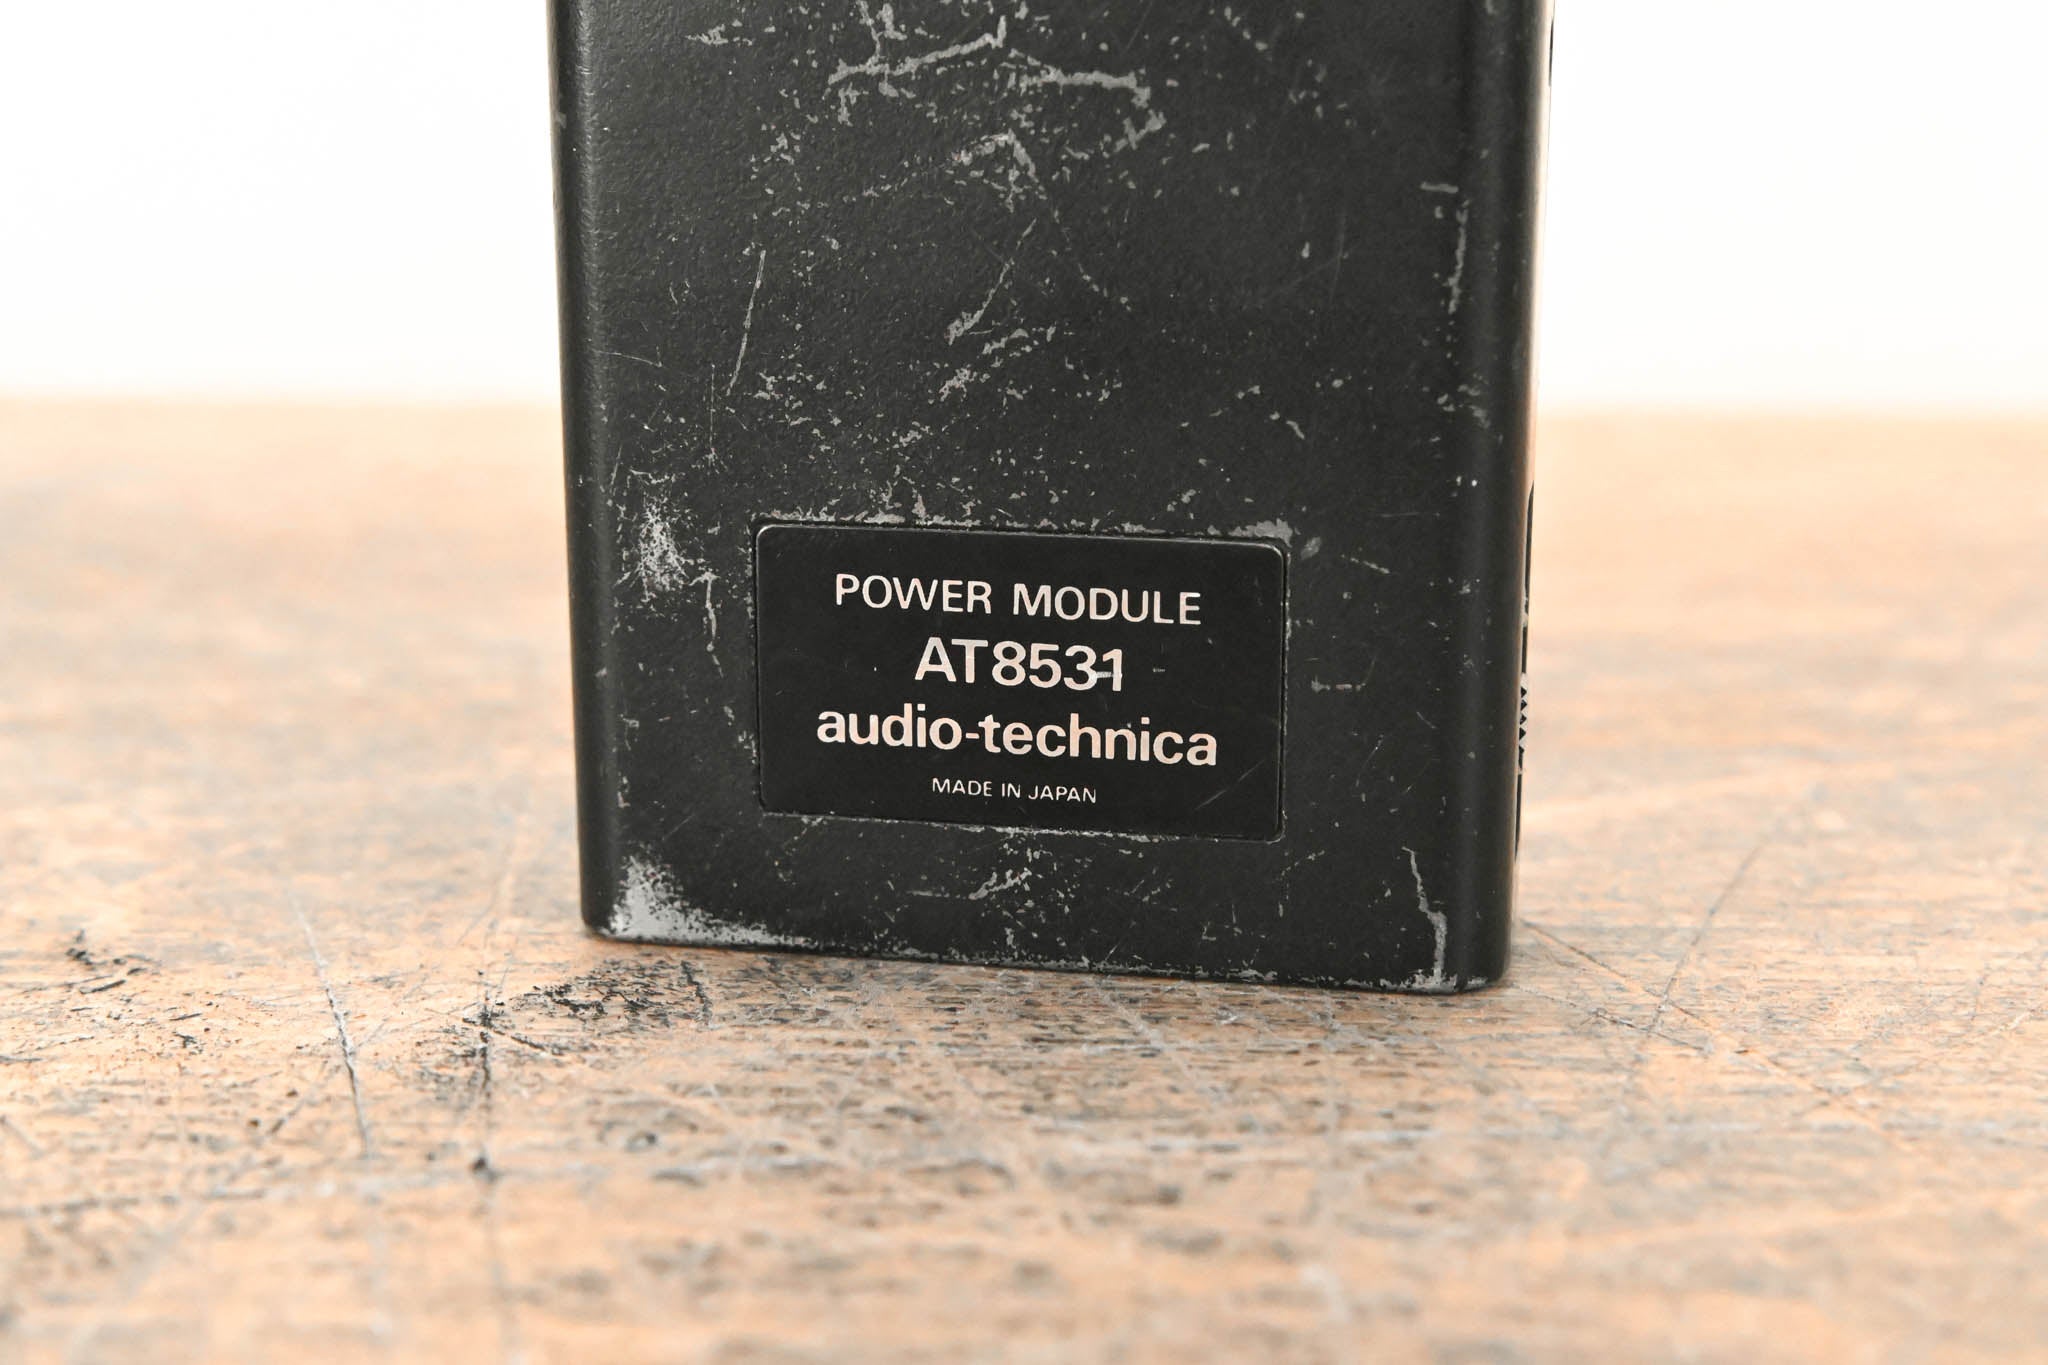 POWER MODULE
AT8531
audio-technica
MADE IN JAPAN